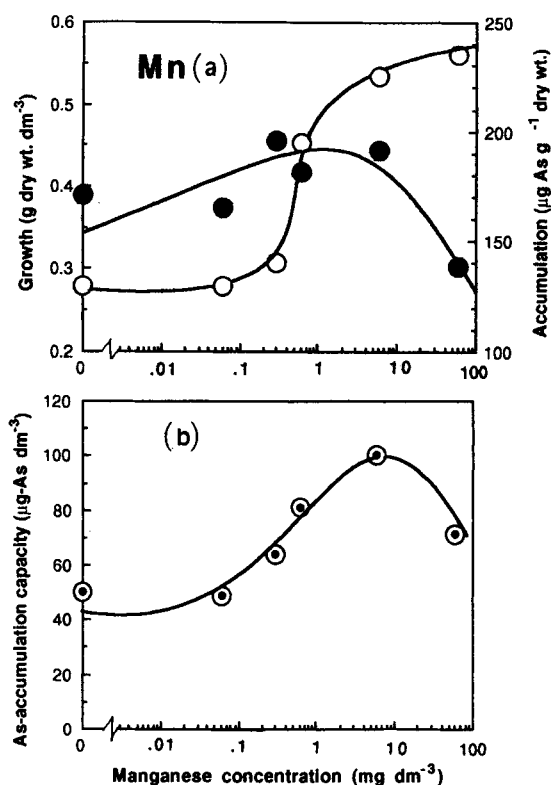 Mn (a)
Growth (g dry wt. dm-3)
0.6
0.5
0.4
0.3
0.2
Accumulation (µg As g -1 dry wt.)
250
200
150
100
0 .01 .1 1 10 100
(b)
As-accumulation capacity (µg-As dm-3)
120
100
80
60
40
20
0
0 .01 0.1 1 10 100
Manganese concentration (mg dm-3)